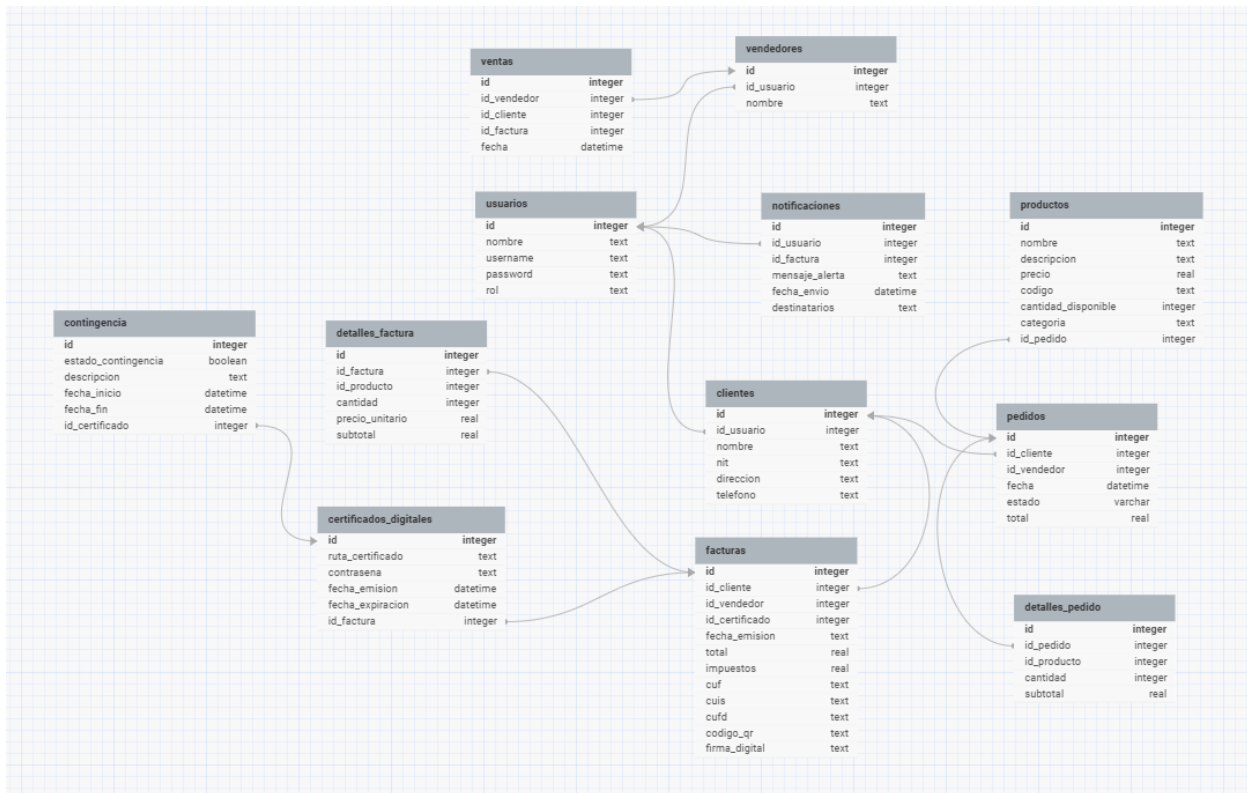 ventas
id integer
id_vendedor integer
id_cliente integer
id_factura integer
fecha datetime
vendedores
id integer
id_usuario integer
nombre text
usuarios
id integer
nombre text
username text
password text
rol text
notificaciones
id integer
id_usuario integer
id_factura integer
mensaje_alerta text
fecha_envio datetime
destinatarios text
productos
id integer
nombre text
descripcion text
precio real
codigo text
cantidad_disponible integer
categoria text
id_pedido integer
contingencia
id integer
estado_contingencia boolean
descripcion text
fecha_inicio datetime
fecha_fin datetime
id_certificado integer
detalles_factura
id integer
id_factura integer
id_producto integer
cantidad integer
precio_unitario real
subtotal real
clientes
id integer
id_usuario integer
nombre text
nit text
direccion text
telefono text
pedidos
id integer
id_cliente integer
id_vendedor integer
fecha datetime
estado varchar
total real
certificados_digitales
id integer
ruta_certificado text
contrasena text
fecha_emision datetime
fecha_expiracion datetime
id_factura integer
facturas
id integer
id_cliente integer
id_vendedor integer
id_certificado integer
fecha_emision text
total real
impuestos real
cuf text
cuis text
cufd text
codigo_qr text
firma_digital text
detalles_pedido
id integer
id_pedido integer
id_producto integer
cantidad integer
subtotal real